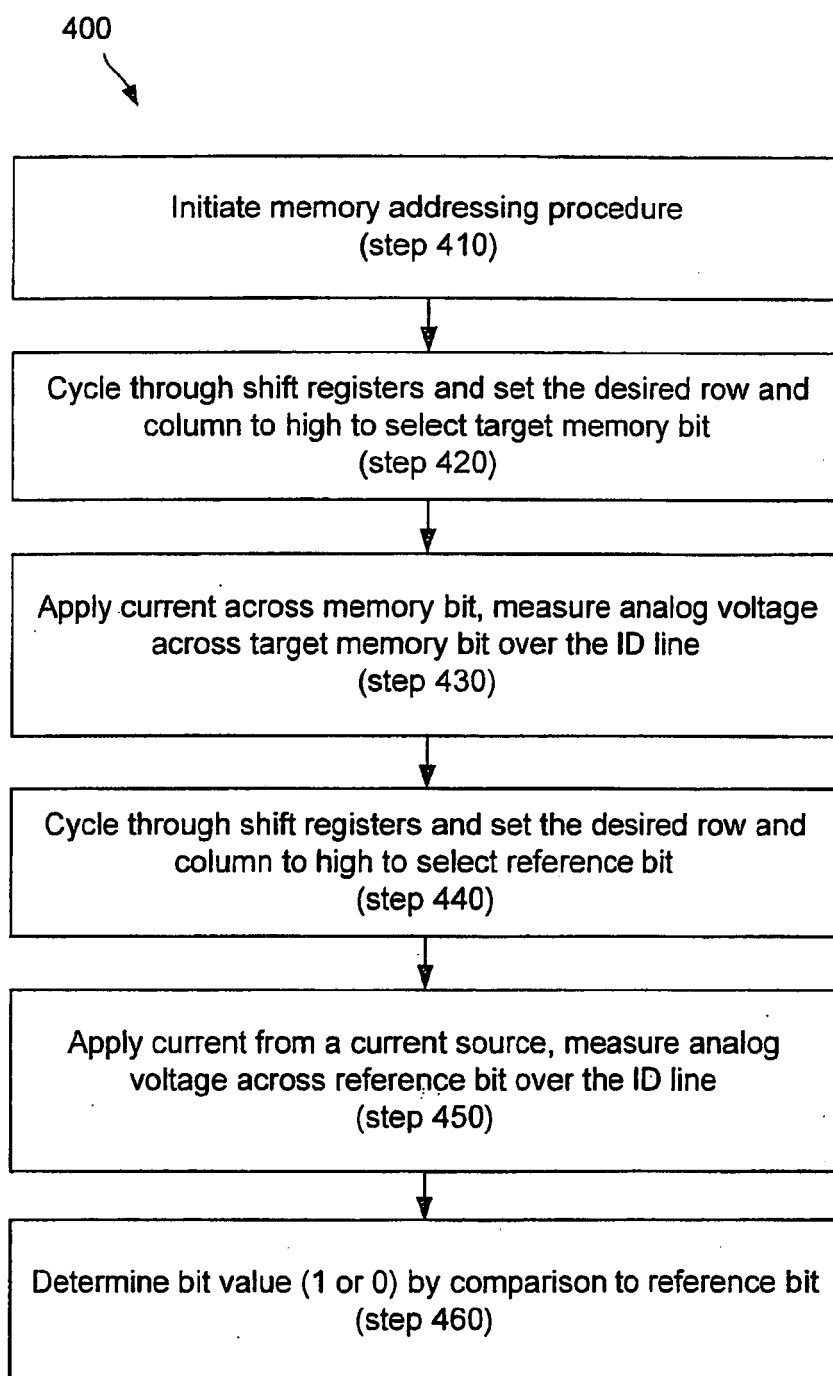 400
Initiate memory addressing procedure
(step 410)
Cycle through shift registers and set the desired row and
column to high to select target memory bit
(step 420)
Apply current across memory bit, measure analog voltage
across target memory bit over the ID line
(step 430)
Cycle through shift registers and set the desired row and
column to high to select reference bit
(step 440)
Apply current from a current source, measure analog
voltage across reference bit over the ID line
(step 450)
Determine bit value (1 or 0) by comparison to reference bit
(step 460)